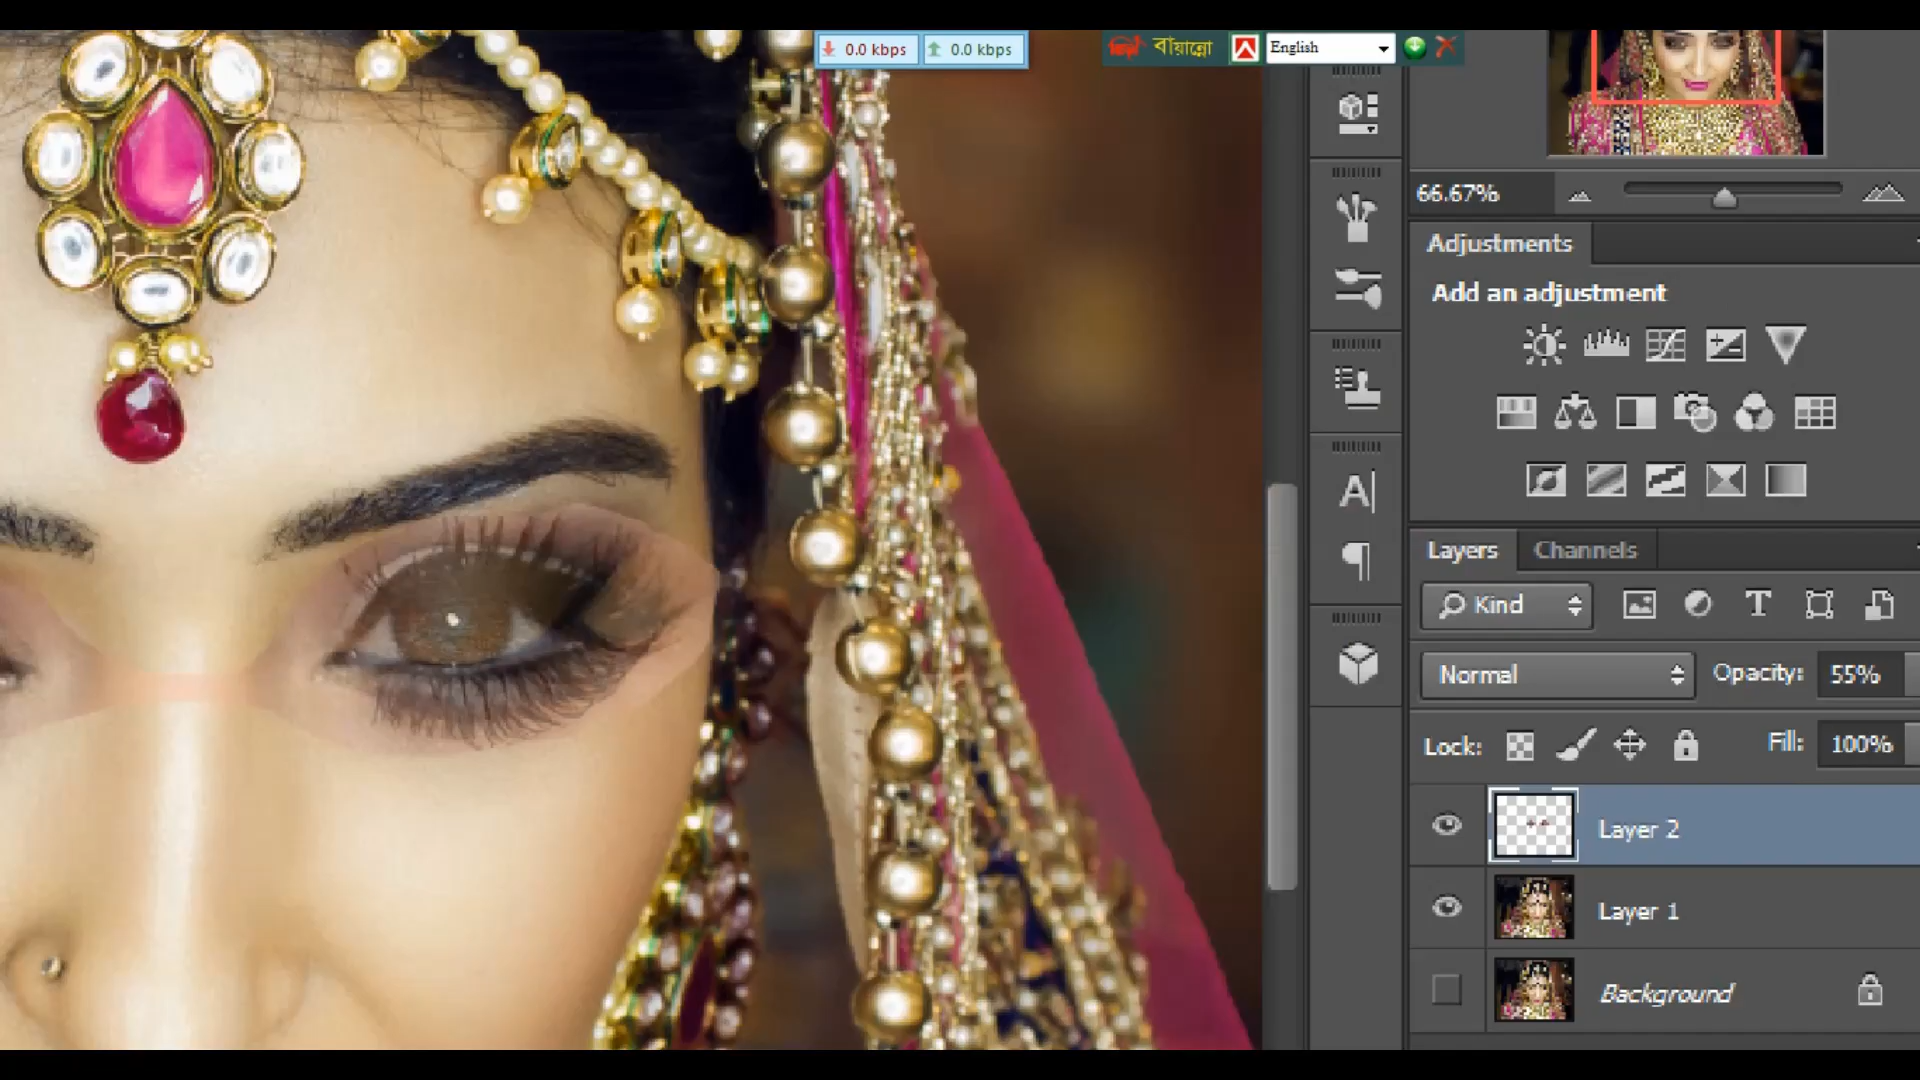 0.0 kbps 0.0 kbps
বায়ান্নো English
66.67%
Adjustments
Add an adjustment
Layers Channels
Kind T
Normal Opacity: 55%
Lock: Fill: 100%
Layer 2
Layer 1
Background